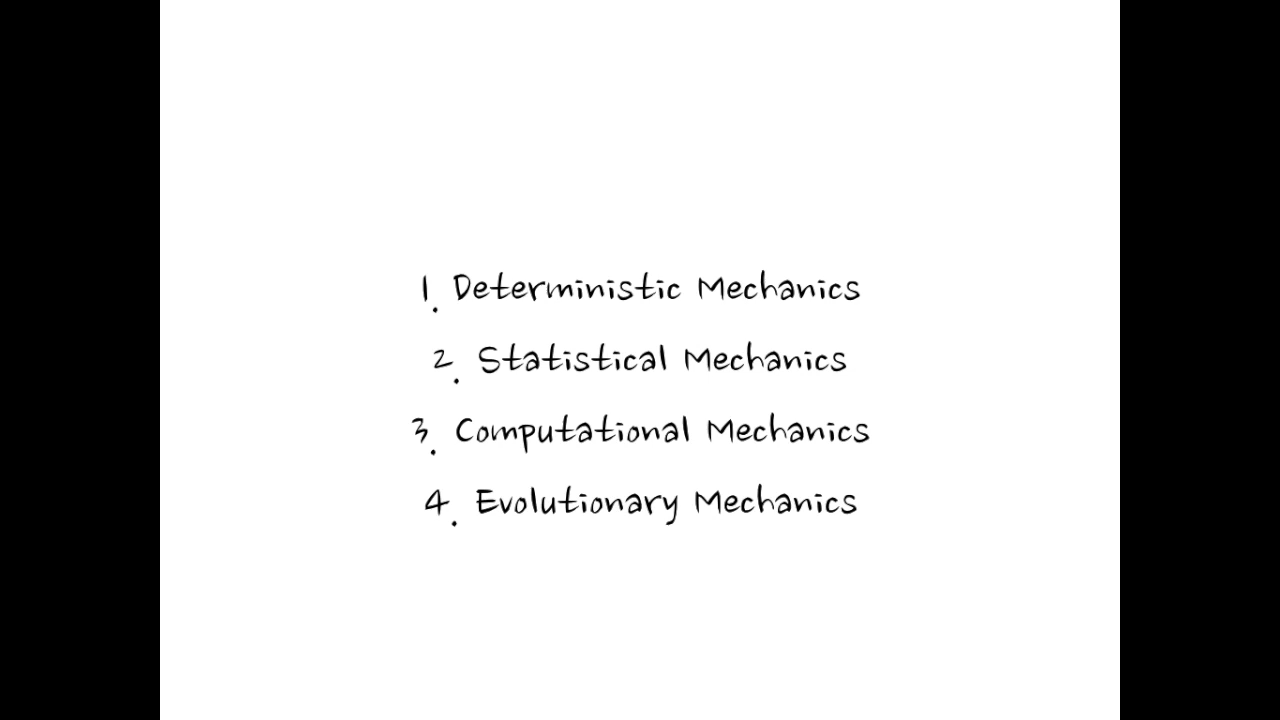 1. Deterministic Mechanics
2. Statistical Mechanics
3. Computational Mechanics
4. Evolutionary Mechanics